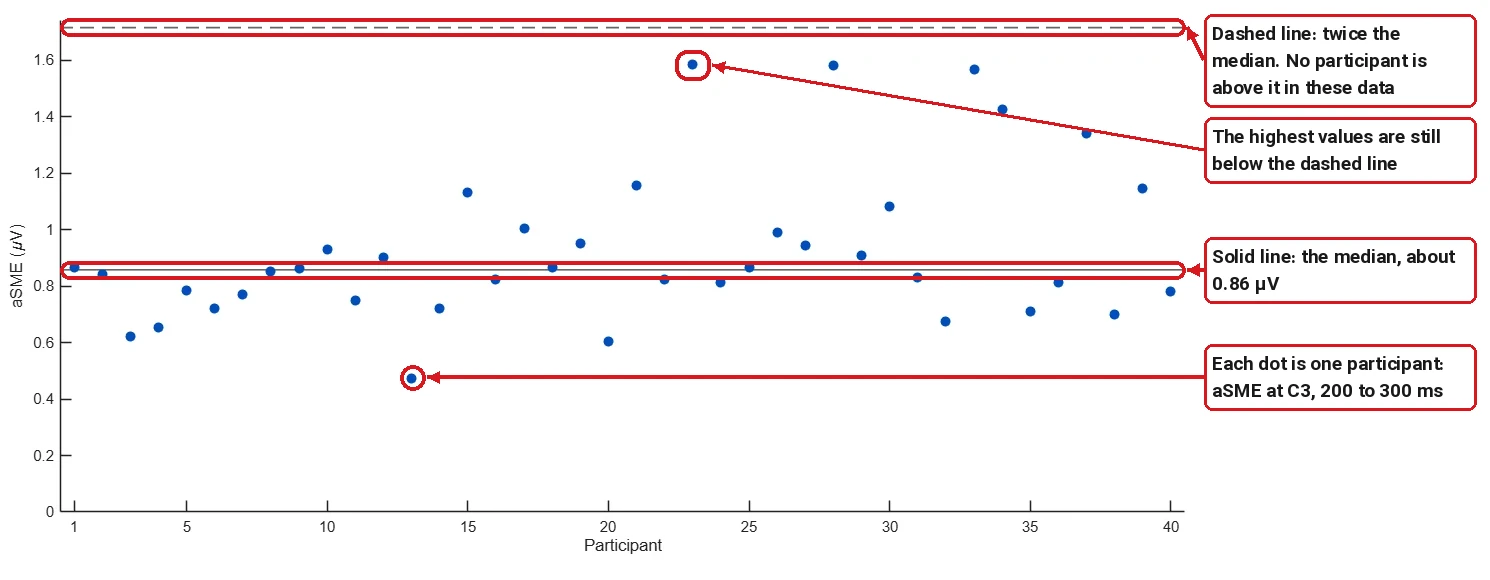 Dashed line: twice the
median. No participant is
above it in these data
The highest values are still
below the dashed line
Solid line: the median, about
0.86 µV
Each dot is one participant:
aSME at C3, 200 to 300 ms
aSME (µV)
1.6
1.4
1.2
1
0.8
0.6
0.4
0.2
0
1 5 10 15 20 25 30 35 40
Participant